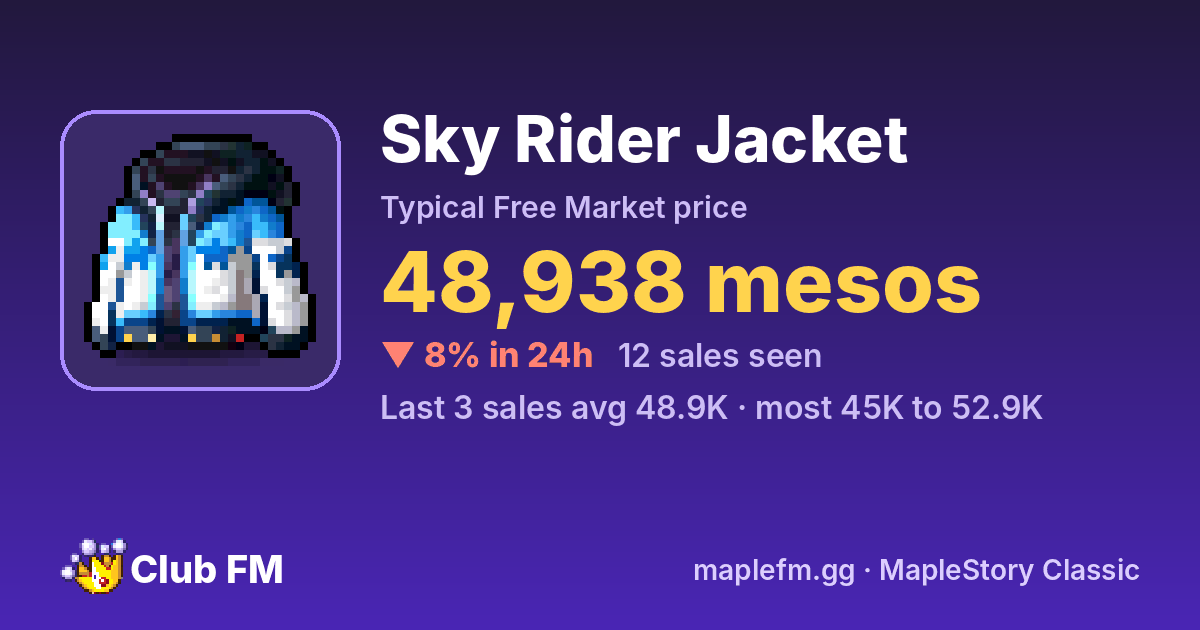 Sky Rider Jacket
Typical Free Market price
48,938 mesos
▼ 8% in 24h 12 sales seen
Last 3 sales avg 48.9K · most 45K to 52.9K
Club FM
maplefm.gg · MapleStory Classic